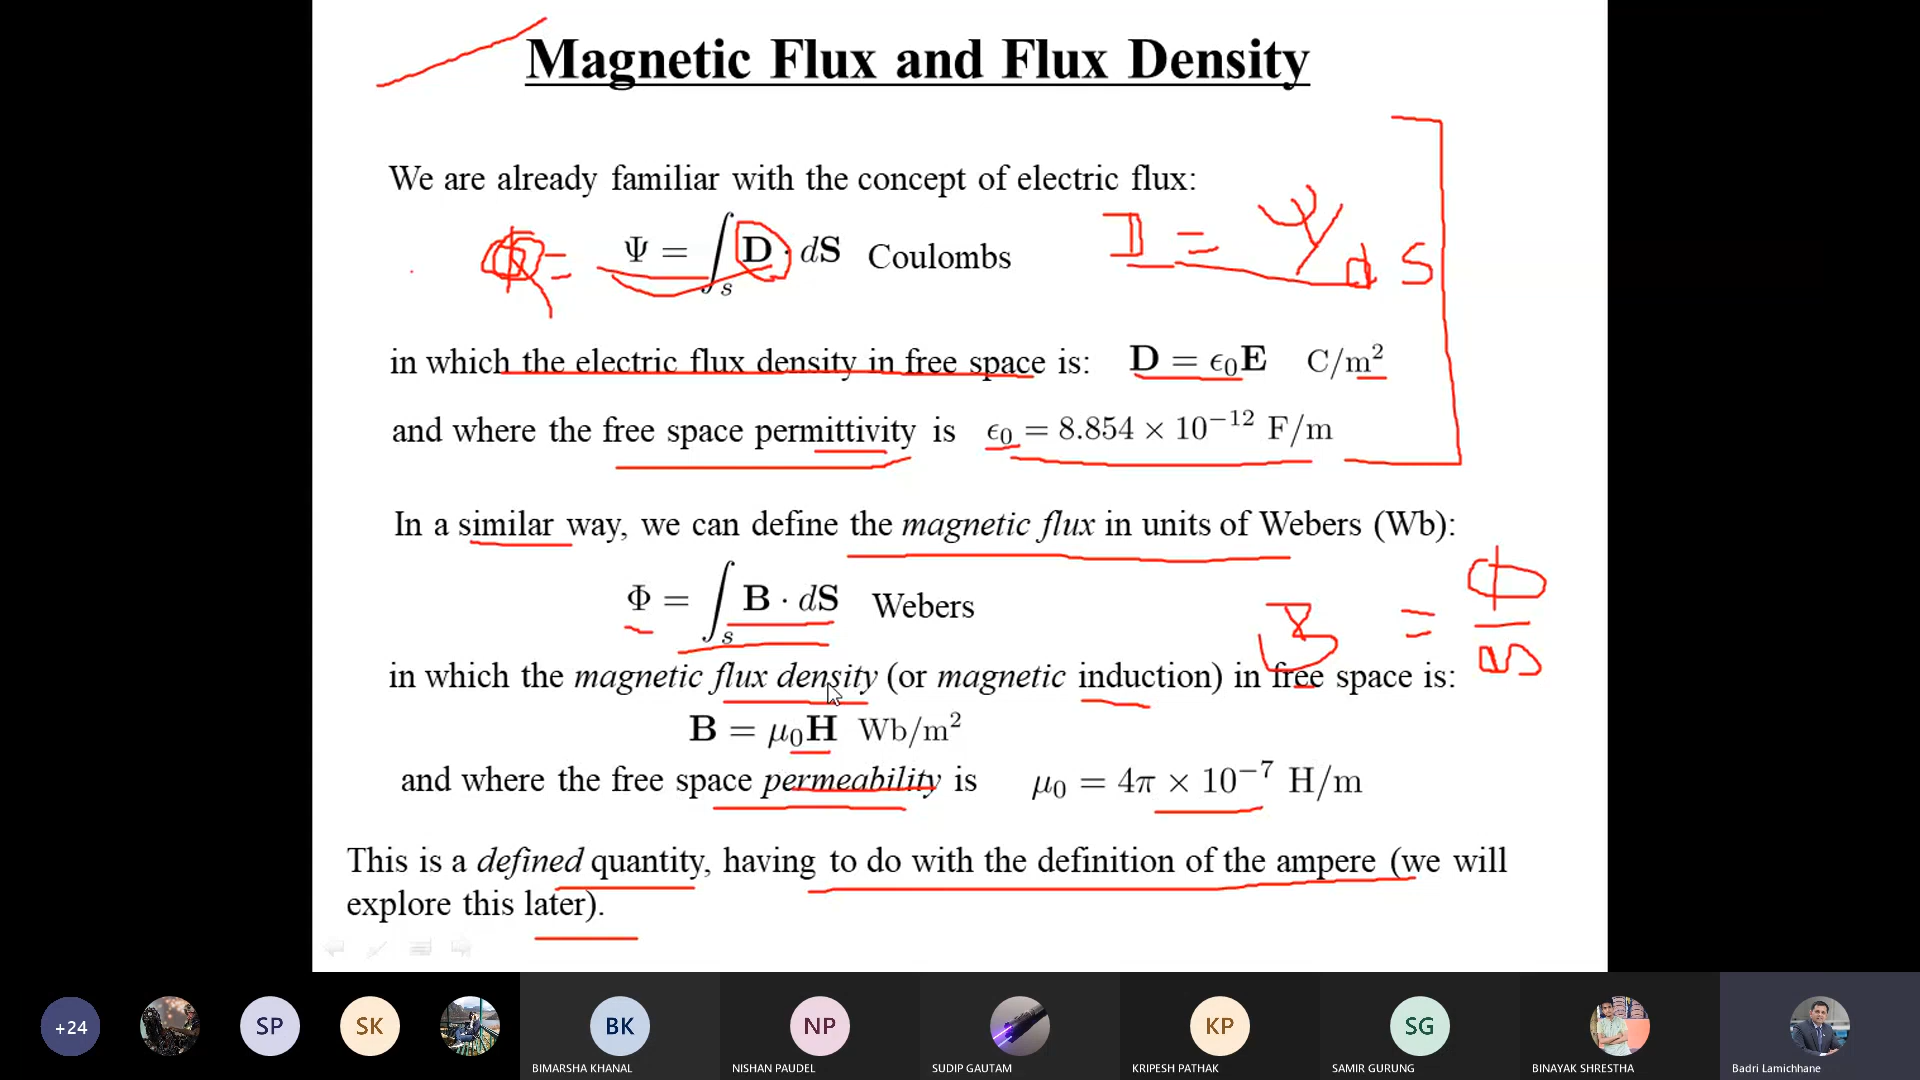 Magnetic Flux and Flux Density
We are already familiar with the concept of electric flux:
Q = Ψ = ∫_s D · dS Coulombs D = Ψ/dS
in which the electric flux density in free space is: D = ϵ₀E C/m²
and where the free space permittivity is ϵ₀ = 8.854 × 10⁻¹² F/m
In a similar way, we can define the magnetic flux in units of Webers (Wb):
Φ = ∫_s B · dS Webers B = Φ/ds
in which the magnetic flux density (or magnetic induction) in free space is:
B = μ₀H Wb/m²
and where the free space permeability is μ₀ = 4π × 10⁻⁷ H/m
This is a defined quantity, having to do with the definition of the ampere (we will
explore this later).
+24 SP SK BK NP KP SG
BIMARSHA KHANAL NISHAN PAUDEL SUDIP GAUTAM KRIPESH PATHAK SAMIR GURUNG BINAYAK SHRESTHA Badri Lamichhane